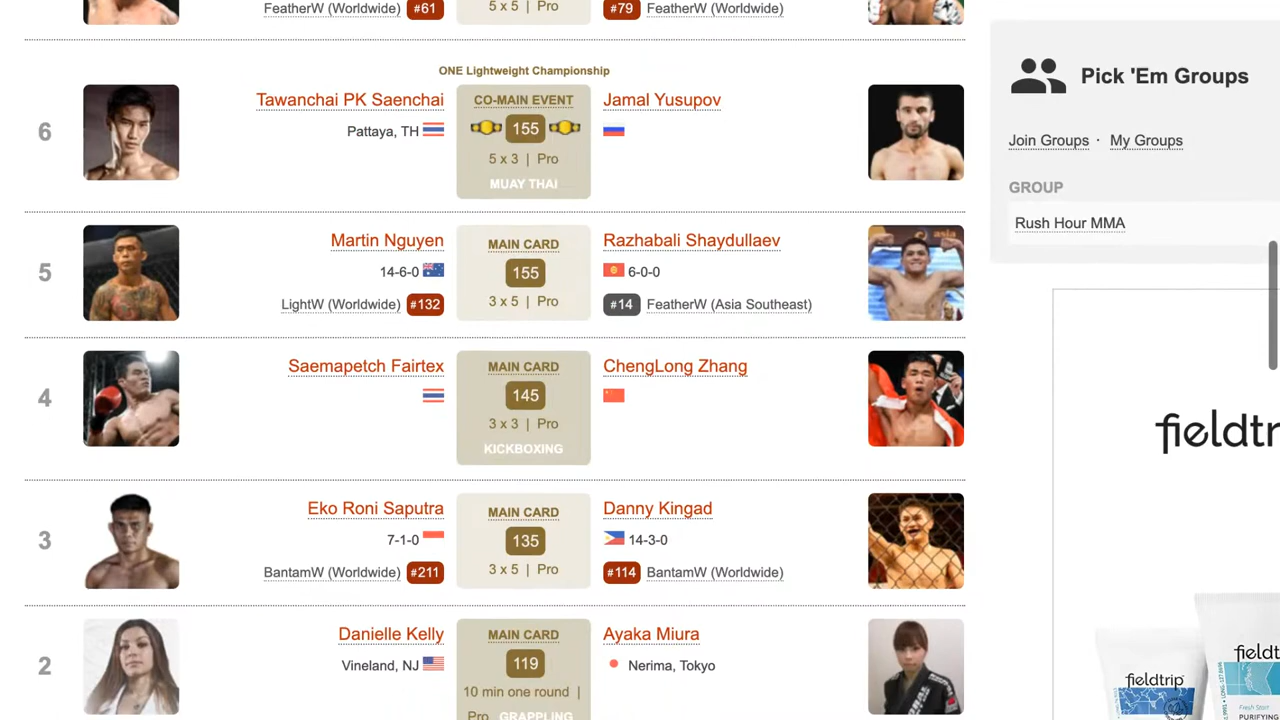 FeatherW (Worldwide) #61
5 x 5 | Pro
#79 FeatherW (Worldwide)
ONE Lightweight Championship
6
Tawanchai PK Saenchai
Pattaya, TH
CO-MAIN EVENT
155
5 x 3 | Pro
MUAY THAI
Jamal Yusupov
5
Martin Nguyen
14-6-0
LightW (Worldwide) #132
MAIN CARD
155
3 x 5 | Pro
Razhabali Shaydullaev
6-0-0
#14 FeatherW (Asia Southeast)
4
Saemapetch Fairtex
MAIN CARD
145
3 x 3 | Pro
KICKBOXING
ChengLong Zhang
3
Eko Roni Saputra
7-1-0
BantamW (Worldwide) #211
MAIN CARD
135
3 x 5 | Pro
Danny Kingad
14-3-0
#114 BantamW (Worldwide)
2
Danielle Kelly
Vineland, NJ
MAIN CARD
119
10 min one round |
Pro GRAPPLING
Ayaka Miura
Nerima, Tokyo
Pick 'Em Groups
Join Groups · My Groups
GROUP
Rush Hour MMA
fieldtr
fieldtrip
fieldt
Fresh Start
PURIFYING